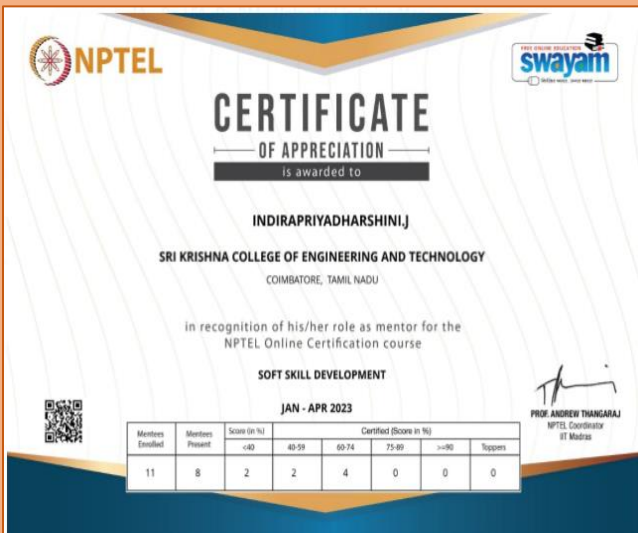 NPTEL
FREE ONLINE EDUCATION
swayam
CERTIFICATE
OF APPRECIATION
is awarded to
INDIRAPRIYADHARSHINI.J
SRI KRISHNA COLLEGE OF ENGINEERING AND TECHNOLOGY
COIMBATORE, TAMIL NADU
in recognition of his/her role as mentor for the
NPTEL Online Certification course
SOFT SKILL DEVELOPMENT
JAN - APR 2023
PROF. ANDREW THANGARAJ
NPTEL Coordinator
IIT Madras
Mentees Enrolled Mentees Present Score (in %) Certified (Score in %)
<40 40-59 60-74 75-89 >=90 Toppers
11 8 2 2 4 0 0 0